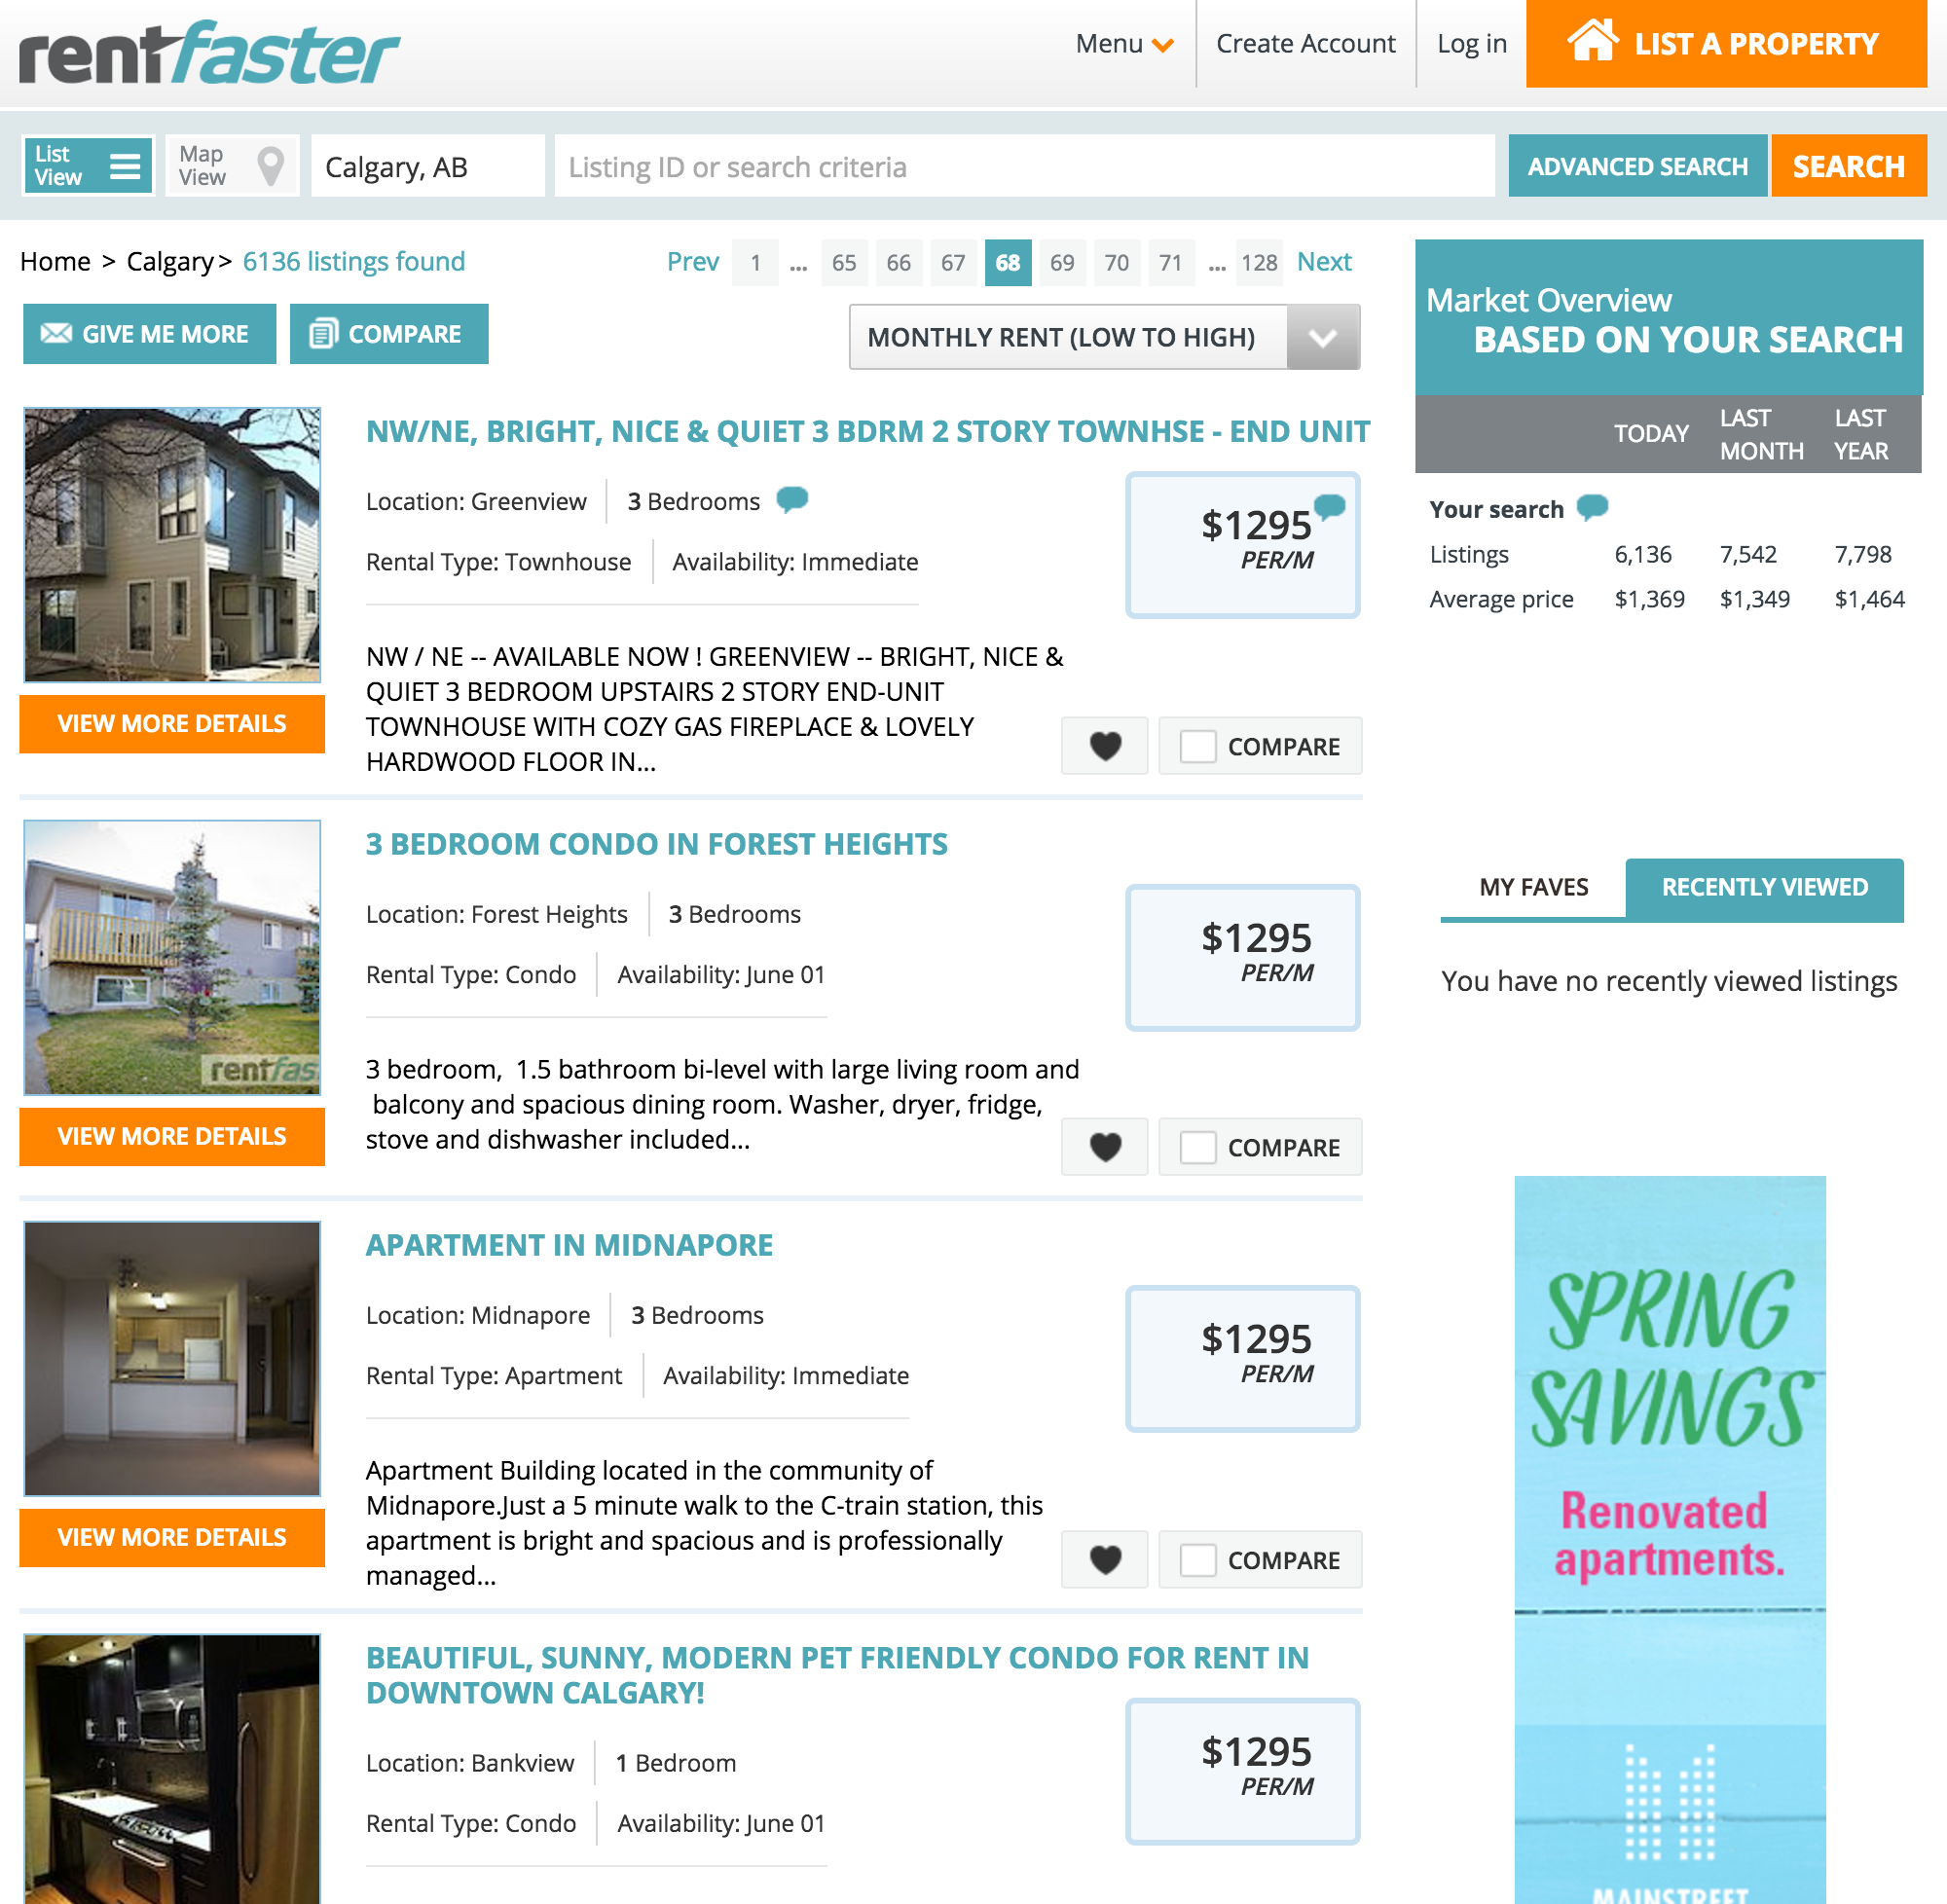 rentfaster
Menu
Create Account
Log in
LIST A PROPERTY
List
View
Map
View
Calgary, AB
Listing ID or search criteria
ADVANCED SEARCH
SEARCH
Home > Calgary > 6136 listings found
Prev 1 ... 65 66 67 68 69 70 71 ... 128 Next
GIVE ME MORE
COMPARE
MONTHLY RENT (LOW TO HIGH)
NW/NE, BRIGHT, NICE & QUIET 3 BDRM 2 STORY TOWNHSE - END UNIT
Location: Greenview
3 Bedrooms
Rental Type: Townhouse
Availability: Immediate
$1295
PER/M
NW / NE -- AVAILABLE NOW ! GREENVIEW -- BRIGHT, NICE &
QUIET 3 BEDROOM UPSTAIRS 2 STORY END-UNIT
TOWNHOUSE WITH COZY GAS FIREPLACE & LOVELY
HARDWOOD FLOOR IN...
VIEW MORE DETAILS
COMPARE
3 BEDROOM CONDO IN FOREST HEIGHTS
Location: Forest Heights
3 Bedrooms
Rental Type: Condo
Availability: June 01
$1295
PER/M
3 bedroom, 1.5 bathroom bi-level with large living room and
balcony and spacious dining room. Washer, dryer, fridge,
stove and dishwasher included...
rentfas
VIEW MORE DETAILS
COMPARE
APARTMENT IN MIDNAPORE
Location: Midnapore
3 Bedrooms
Rental Type: Apartment
Availability: Immediate
$1295
PER/M
Apartment Building located in the community of
Midnapore.Just a 5 minute walk to the C-train station, this
apartment is bright and spacious and is professionally
managed...
VIEW MORE DETAILS
COMPARE
BEAUTIFUL, SUNNY, MODERN PET FRIENDLY CONDO FOR RENT IN
DOWNTOWN CALGARY!
Location: Bankview
1 Bedroom
Rental Type: Condo
Availability: June 01
$1295
PER/M
Market Overview
BASED ON YOUR SEARCH
TODAY
LAST
MONTH
LAST
YEAR
Your search
Listings 6,136 7,542 7,798
Average price $1,369 $1,349 $1,464
MY FAVES
RECENTLY VIEWED
You have no recently viewed listings
SPRING
SAVINGS
Renovated
apartments.
MAINSTREET